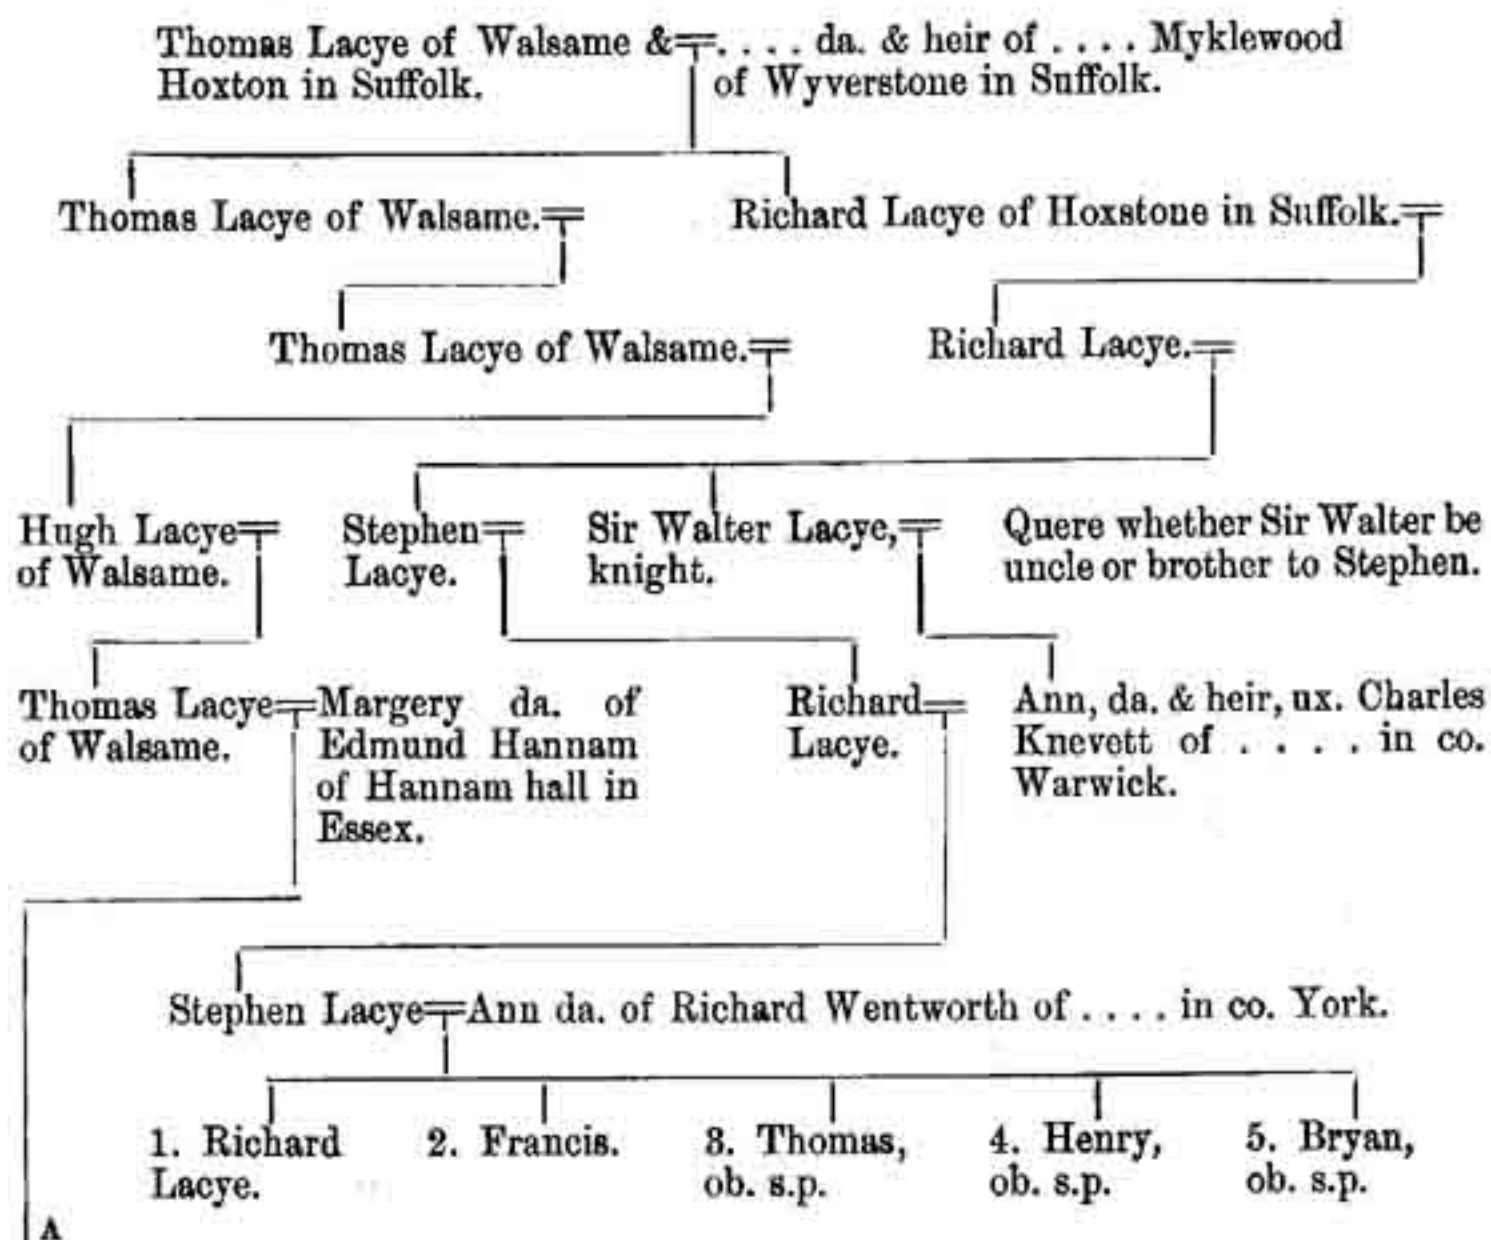 Thomas Lacye of Walsame & . . . . da. & heir of . . . . Myklewood
Hoxton in Suffolk. of Wyverstone in Suffolk.
Thomas Lacye of Walsame. Richard Lacye of Hoxstone in Suffolk.
Thomas Lacye of Walsame. Richard Lacye.
Hugh Lacye
of Walsame.
Stephen
Lacye.
Sir Walter Lacye,
knight.
Quere whether Sir Walter be
uncle or brother to Stephen.
Thomas Lacye
of Walsame.
Margery da. of
Edmund Hannam
of Hannam hall in
Essex.
Richard
Lacye.
Ann, da. & heir, ux. Charles
Knevett of . . . . in co.
Warwick.
Stephen Lacye Ann da. of Richard Wentworth of . . . . in co. York.
1. Richard
Lacye.
2. Francis.
3. Thomas,
ob. s.p.
4. Henry,
ob. s.p.
5. Bryan,
ob. s.p.
A